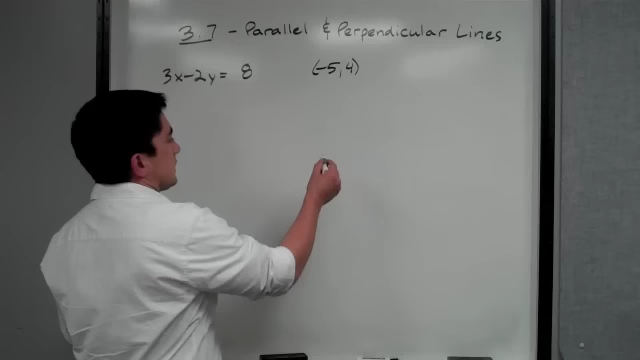 3.7 - Parallel & Perpendicular Lines
3x-2y= 8 (-5,4)